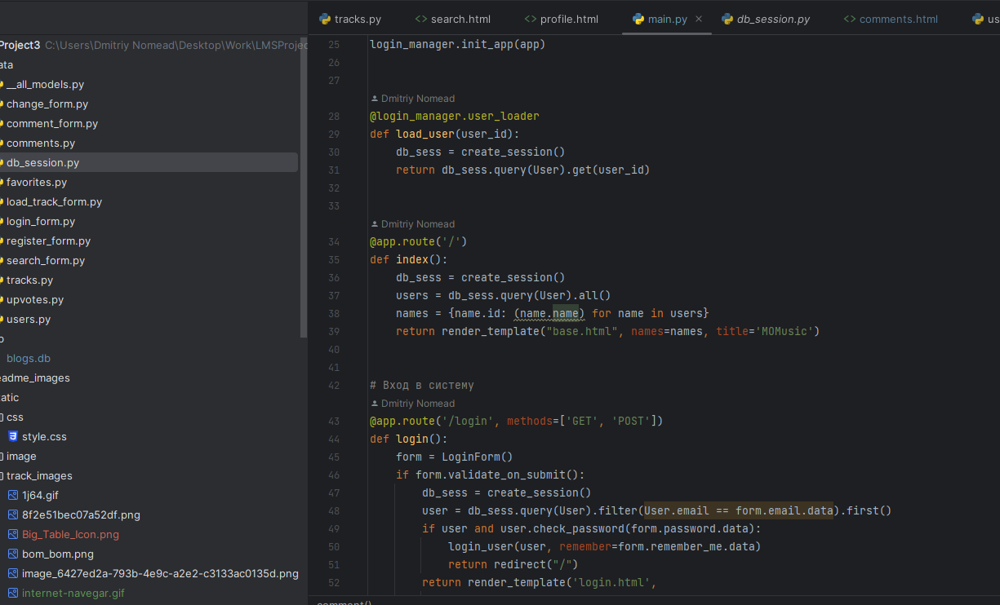 tracks.py search.html profile.html main.py db_session.py comments.html us
Project3 C:\Users\Dmitriy Nomead\Desktop\Work\LMSProjec
ata
__all_models.py
change_form.py
comment_form.py
comments.py
db_session.py
favorites.py
load_track_form.py
login_form.py
register_form.py
search_form.py
tracks.py
upvotes.py
users.py
blogs.db
eadme_images
atic
css
style.css
image
track_images
1j64.gif
8f2e51bec07a52df.png
Big_Table_Icon.png
bom_bom.png
image_6427ed2a-793b-4e9c-a2e2-c3133ac0135d.png
internet-navegar.gif
25 login_manager.init_app(app)
26
27
Dmitriy Nomead
28 @login_manager.user_loader
29 def load_user(user_id):
30 db_sess = create_session()
31 return db_sess.query(User).get(user_id)
32
33
Dmitriy Nomead
34 @app.route('/')
35 def index():
36 db_sess = create_session()
37 users = db_sess.query(User).all()
38 names = {name.id: (name.name) for name in users}
39 return render_template("base.html", names=names, title='MOMusic')
40
41
42 # Вход в систему
Dmitriy Nomead
43 @app.route('/login', methods=['GET', 'POST'])
44 def login():
45 form = LoginForm()
46 if form.validate_on_submit():
47 db_sess = create_session()
48 user = db_sess.query(User).filter(User.email == form.email.data).first()
49 if user and user.check_password(form.password.data):
50 login_user(user, remember=form.remember_me.data)
51 return redirect("/")
52 return render_template('login.html',
comment()